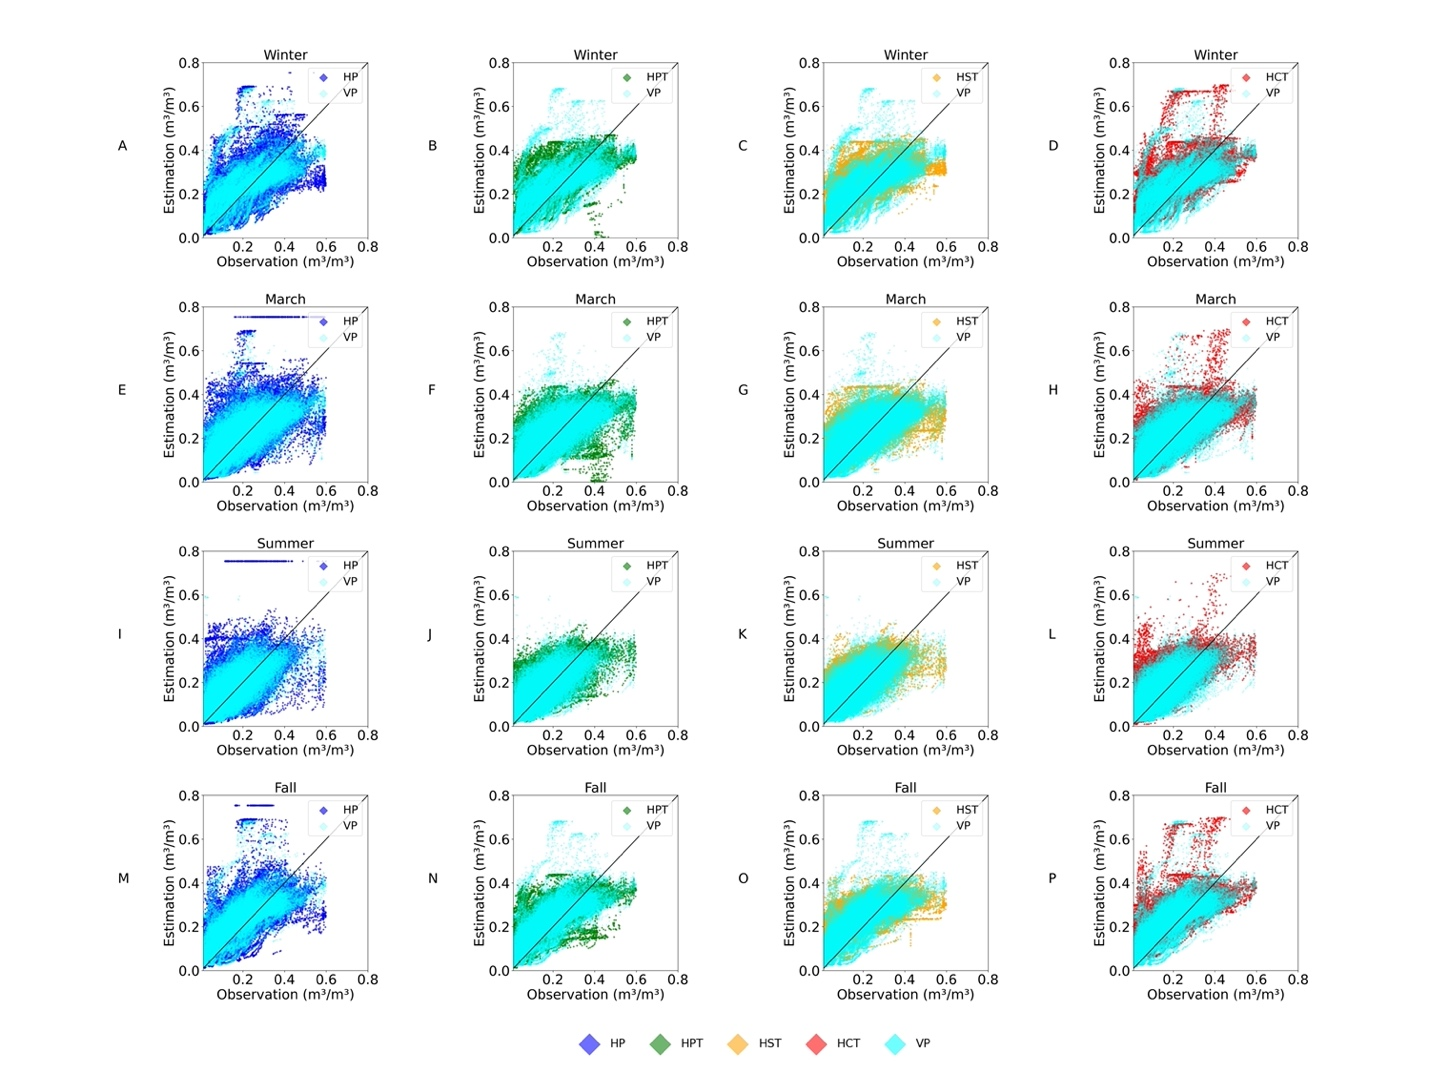 Winter Winter Winter Winter
A Estimation (m³/m³) 0.8 0.6 0.4 0.2 0.0 HP VP 0.2 0.4 0.6 0.8 Observation (m³/m³)
B Estimation (m³/m³) 0.8 0.6 0.4 0.2 0.0 HPT VP 0.2 0.4 0.6 0.8 Observation (m³/m³)
C Estimation (m³/m³) 0.8 0.6 0.4 0.2 0.0 HST VP 0.2 0.4 0.6 0.8 Observation (m³/m³)
D Estimation (m³/m³) 0.8 0.6 0.4 0.2 0.0 HCT VP 0.2 0.4 0.6 0.8 Observation (m³/m³)
March March March March
E Estimation (m³/m³) 0.8 0.6 0.4 0.2 0.0 HP VP 0.2 0.4 0.6 0.8 Observation (m³/m³)
F Estimation (m³/m³) 0.8 0.6 0.4 0.2 0.0 HPT VP 0.2 0.4 0.6 0.8 Observation (m³/m³)
G Estimation (m³/m³) 0.8 0.6 0.4 0.2 0.0 HST VP 0.2 0.4 0.6 0.8 Observation (m³/m³)
H Estimation (m³/m³) 0.8 0.6 0.4 0.2 0.0 HCT VP 0.2 0.4 0.6 0.8 Observation (m³/m³)
Summer Summer Summer Summer
I Estimation (m³/m³) 0.8 0.6 0.4 0.2 0.0 HP VP 0.2 0.4 0.6 0.8 Observation (m³/m³)
J Estimation (m³/m³) 0.8 0.6 0.4 0.2 0.0 HPT VP 0.2 0.4 0.6 0.8 Observation (m³/m³)
K Estimation (m³/m³) 0.8 0.6 0.4 0.2 0.0 HST VP 0.2 0.4 0.6 0.8 Observation (m³/m³)
L Estimation (m³/m³) 0.8 0.6 0.4 0.2 0.0 HCT VP 0.2 0.4 0.6 0.8 Observation (m³/m³)
Fall Fall Fall Fall
M Estimation (m³/m³) 0.8 0.6 0.4 0.2 0.0 HP VP 0.2 0.4 0.6 0.8 Observation (m³/m³)
N Estimation (m³/m³) 0.8 0.6 0.4 0.2 0.0 HPT VP 0.2 0.4 0.6 0.8 Observation (m³/m³)
O Estimation (m³/m³) 0.8 0.6 0.4 0.2 0.0 HST VP 0.2 0.4 0.6 0.8 Observation (m³/m³)
P Estimation (m³/m³) 0.8 0.6 0.4 0.2 0.0 HCT VP 0.2 0.4 0.6 0.8 Observation (m³/m³)
HP HPT HST HCT VP